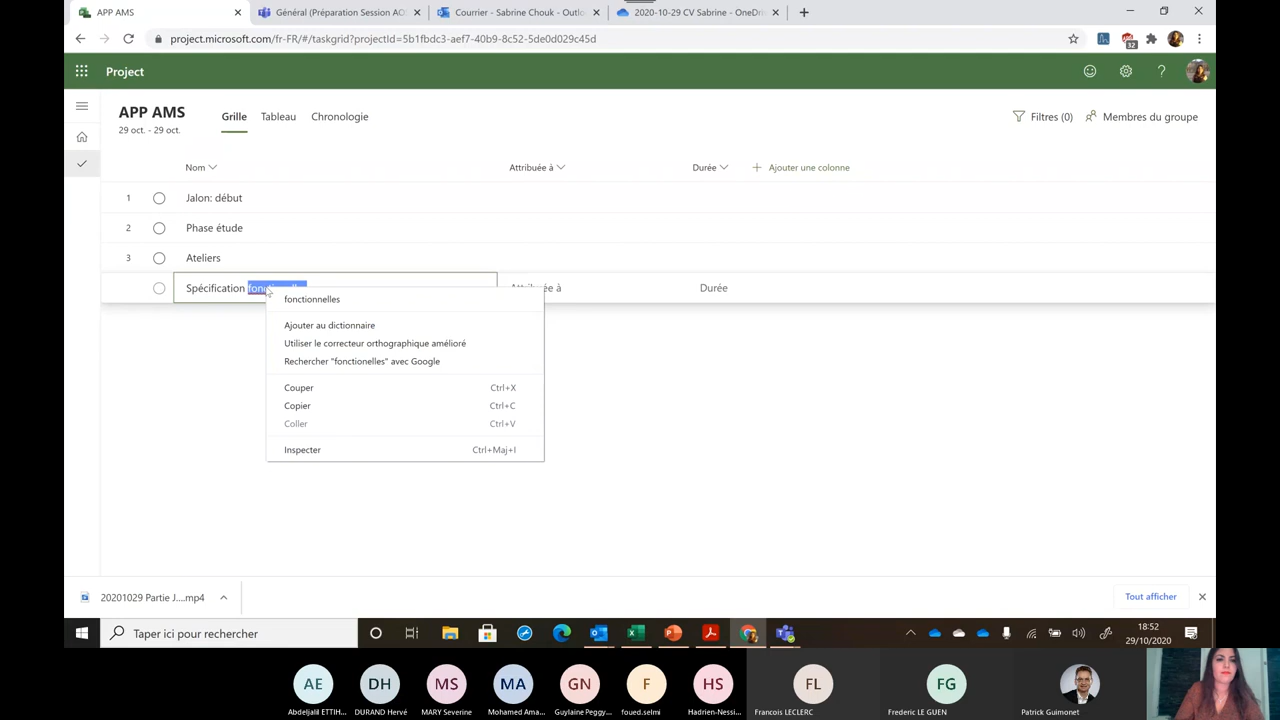 APP AMS
Général (Préparation Session AO
Courrier - Sabrine Chouk - Outlo
2020-10-29 CV Sabrine - OneDriv
project.microsoft.com/fr-FR/#/taskgrid?projectId=5b1fbdc3-aef7-40b9-8c52-5de0d029c45d
32
Project
APP AMS
29 oct. - 29 oct.
Grille
Tableau
Chronologie
Filtres (0)
Membres du groupe
Nom
Attribuée à
Durée
Ajouter une colonne
1
Jalon: début
2
Phase étude
3
Ateliers
Spécification
Durée
fonctionnelles
Ajouter au dictionnaire
Utiliser le correcteur orthographique amélioré
Rechercher "fonctionelles" avec Google
Couper Ctrl+X
Copier Ctrl+C
Coller Ctrl+V
Inspecter Ctrl+Maj+I
20201029 Partie J....mp4
Tout afficher
Taper ici pour rechercher
18:52
29/10/2020
AE
DH
MS
MA
GN
F
HS
FL
FG
Abdeljalil ETTIH...
DURAND Hervé
MARY Severine
Mohamed Ama...
Guylaine Peggy...
foued.selmi
Hadrien-Nessi...
Francois LECLERC
Frederic LE GUEN
Patrick Guimonet